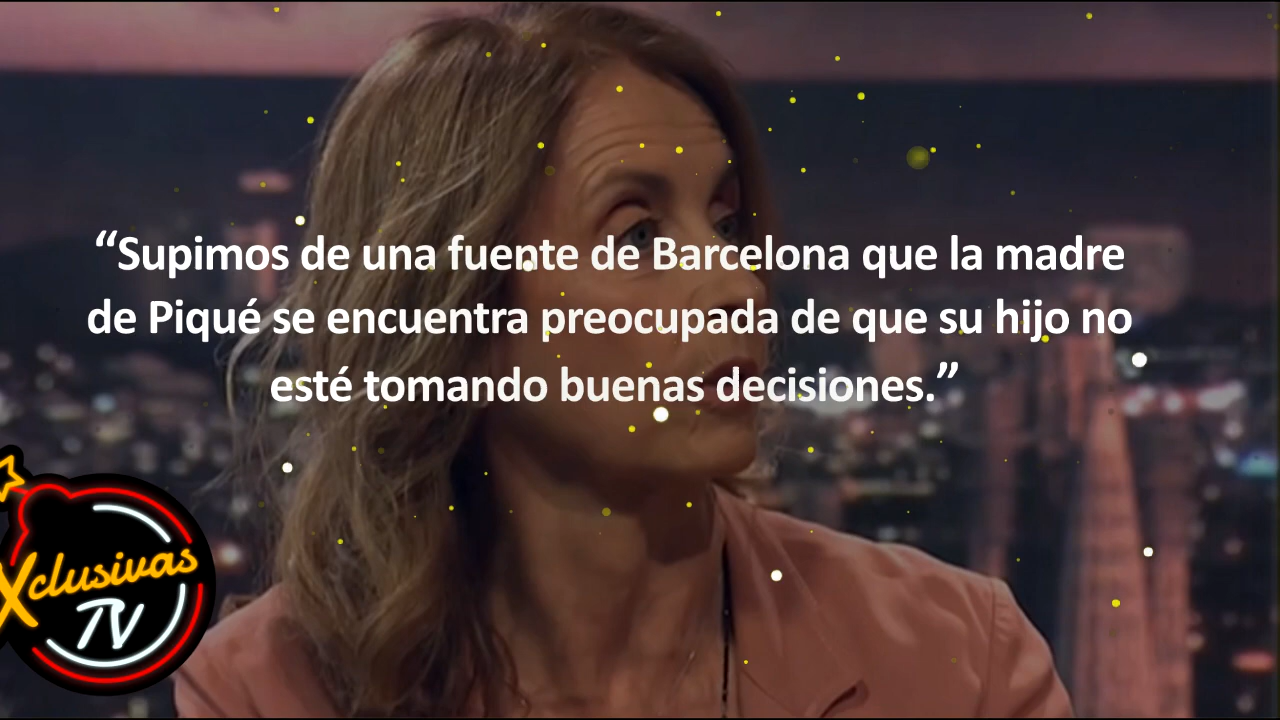 “Supimos de una fuente de Barcelona que la madre
de Piqué se encuentra preocupada de que su hijo no
esté tomando buenas decisiones.”
Xclusivas
TV